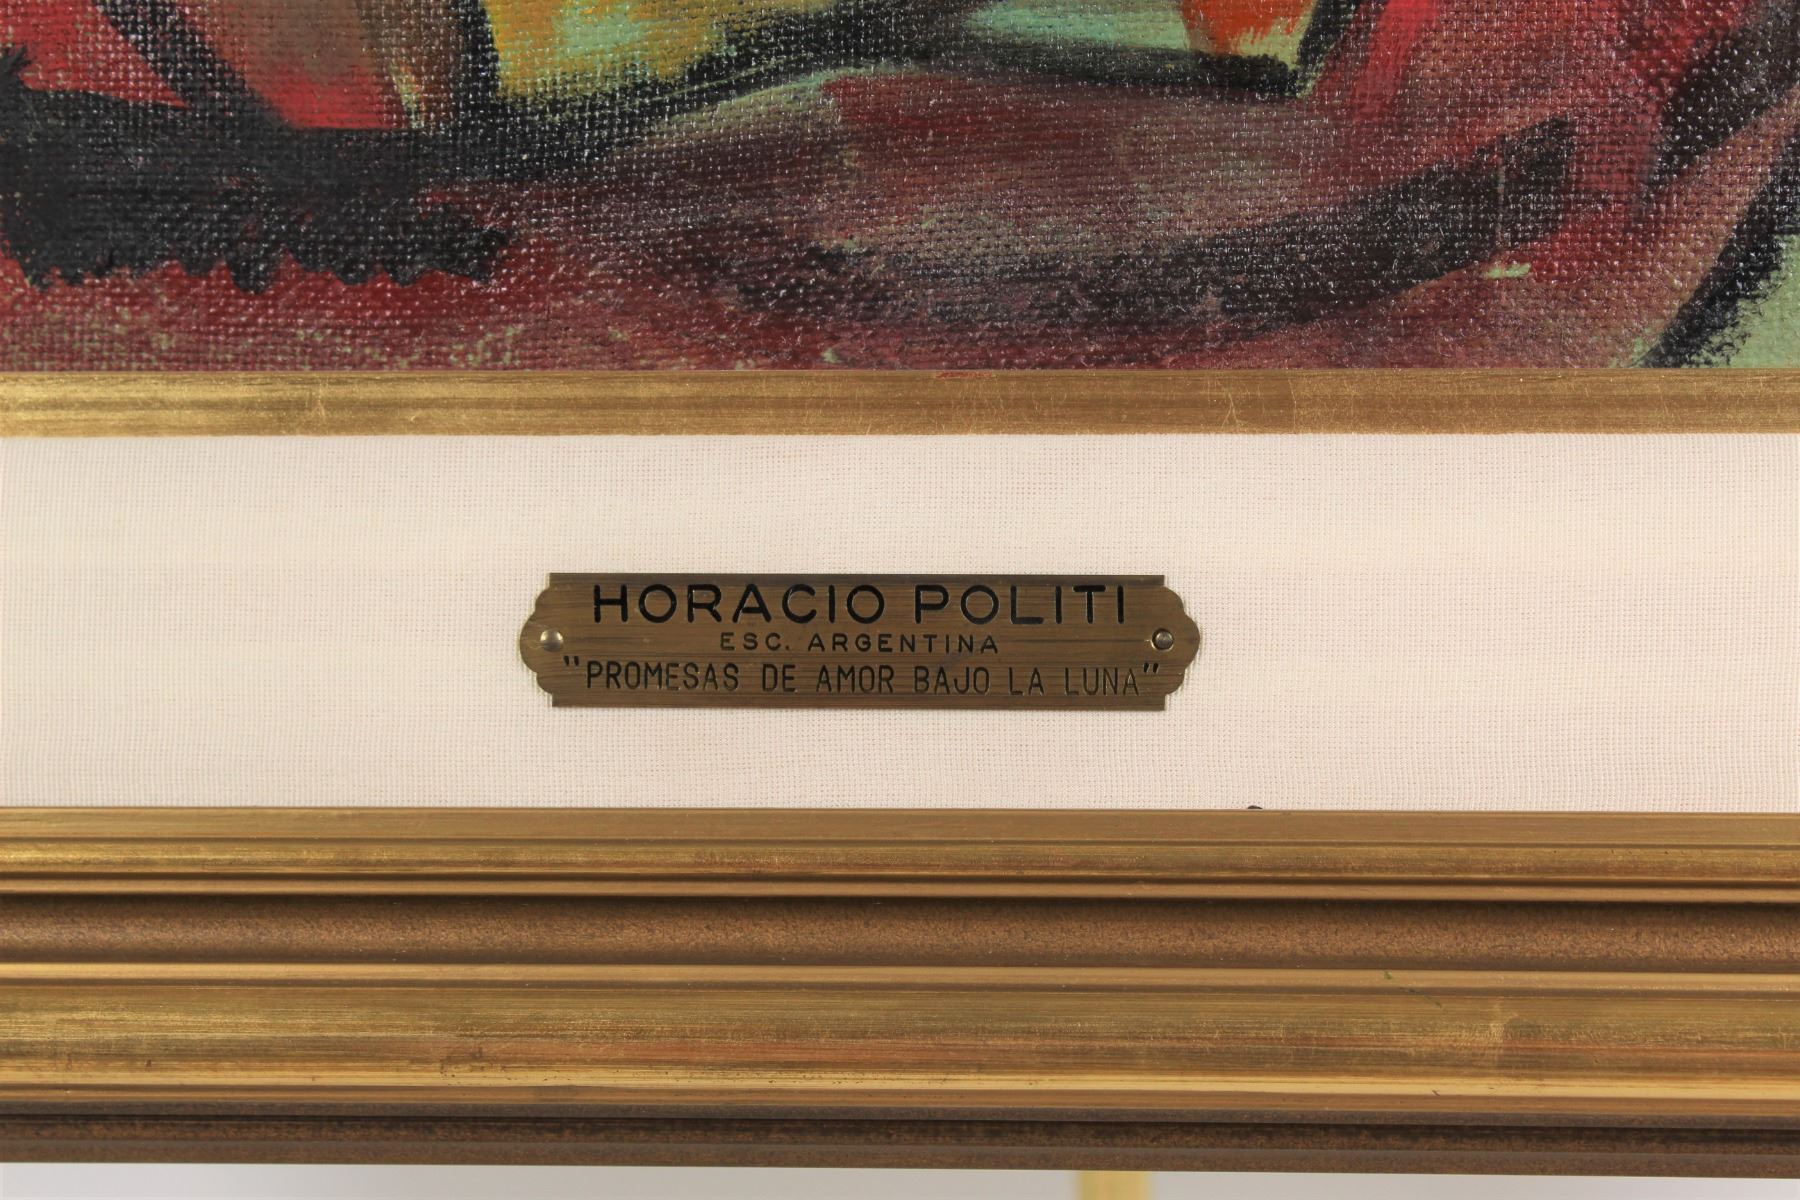 HORACIO POLITI
ESC. ARGENTINA
"PROMESAS DE AMOR BAJO LA LUNA"